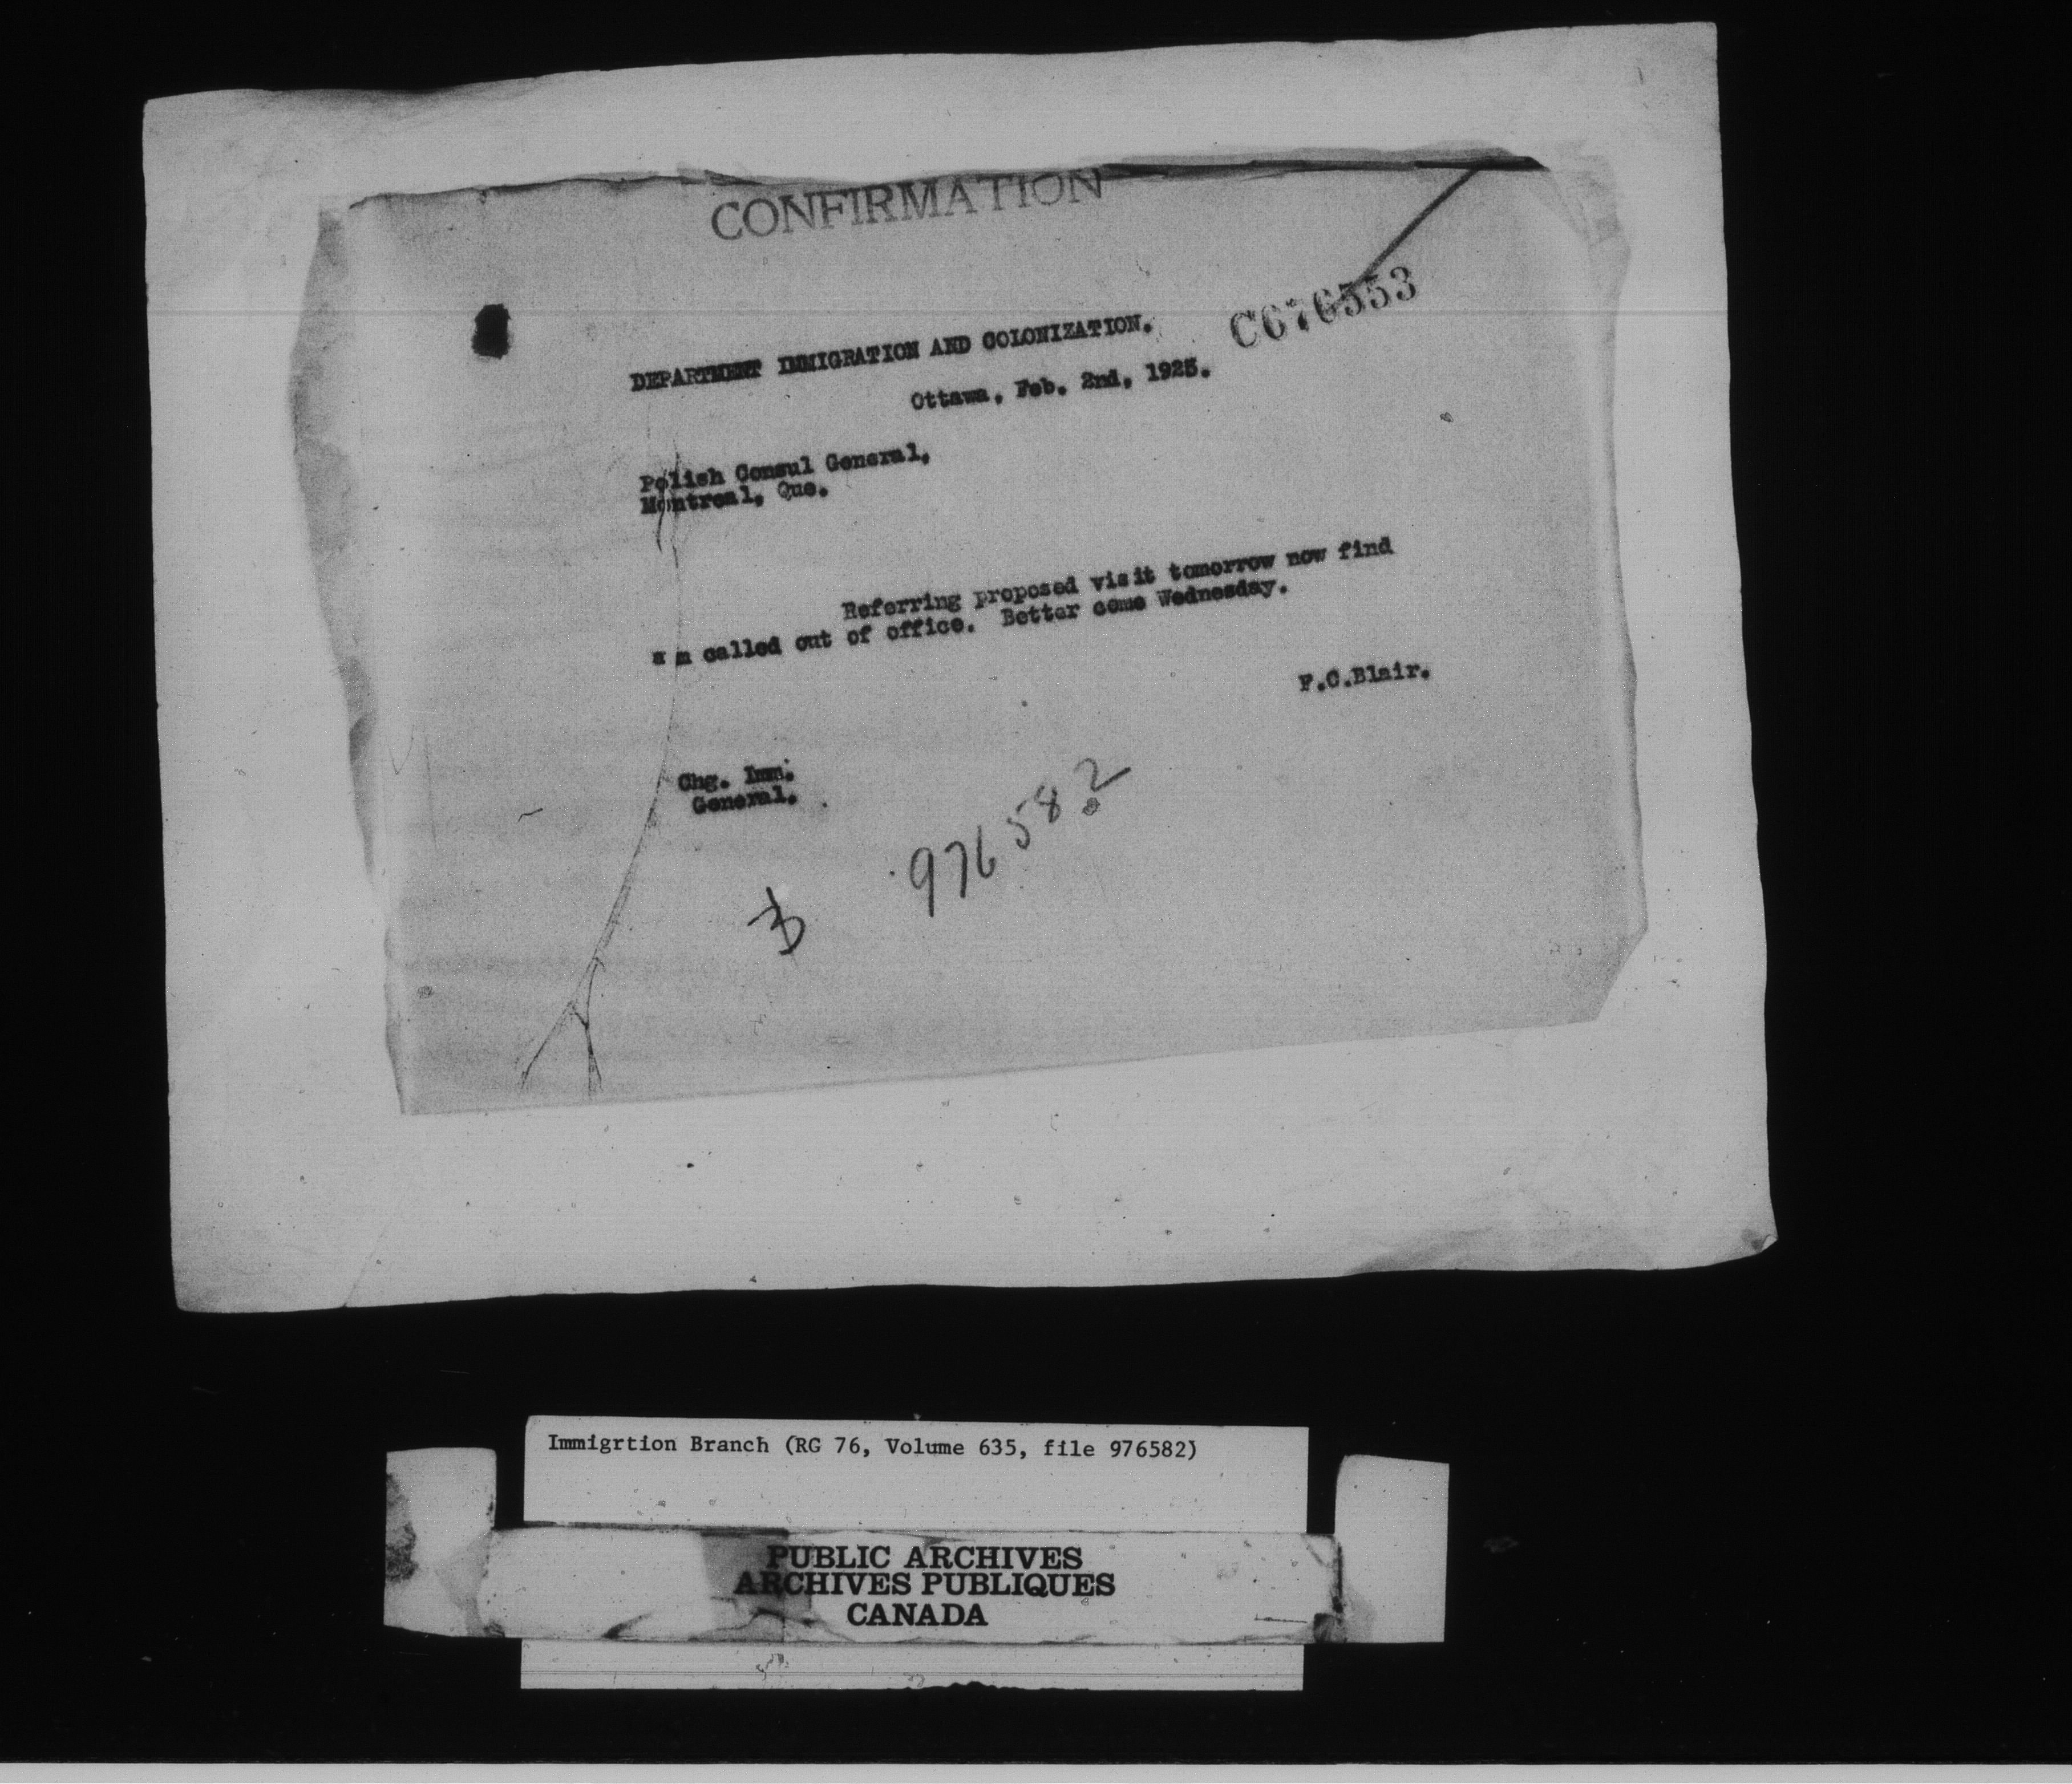 CONFIRMATION
C676553
DEPARTMENT IMMIGRATION AND COLONIZATION.
Ottawa, Feb. 2nd, 1925.
Polish Consul General,
Montreal, Que.
Referring proposed visit tomorrow now find
am called out of office. Better come Wednesday.
F.C.Blair.
Chg. Imm.
General.
976582
Immigrtion Branch (RG 76, Volume 635, file 976582)
PUBLIC ARCHIVES
ARCHIVES PUBLIQUES
CANADA